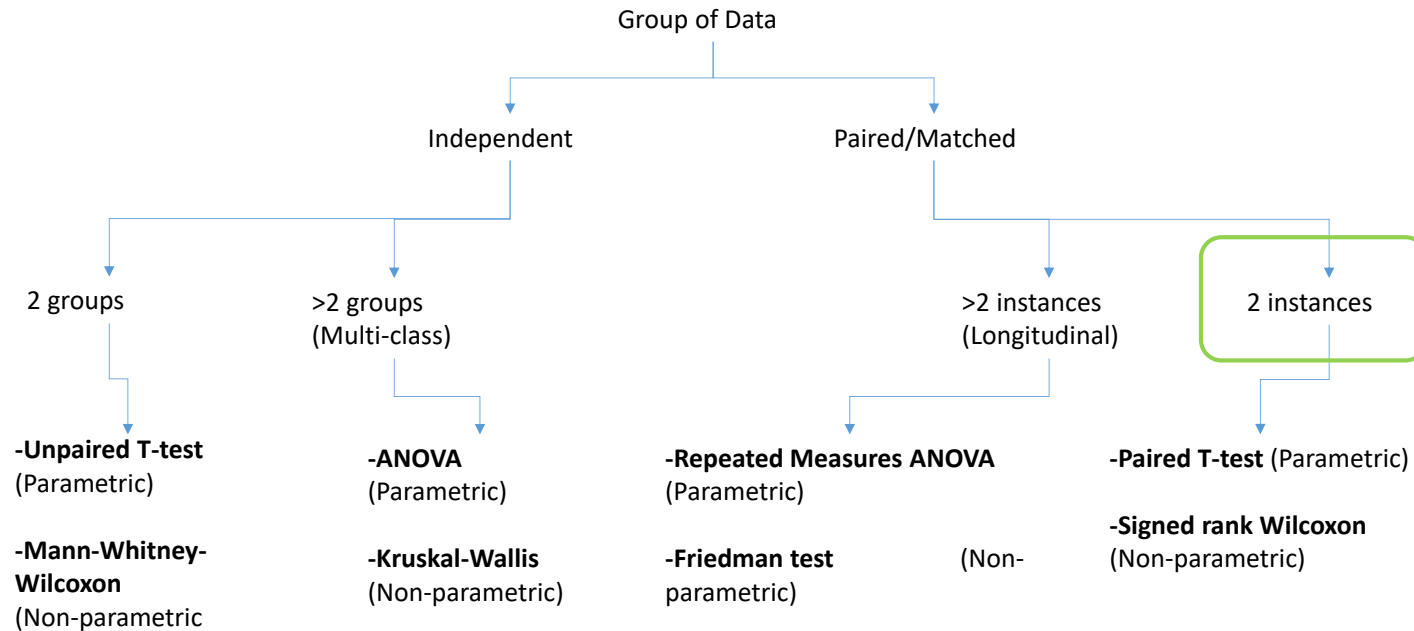 Group of Data
Independent
Paired/Matched
2 groups
>2 groups
(Multi-class)
>2 instances
(Longitudinal)
2 instances
-Unpaired T-test
(Parametric)
-Mann-Whitney-
Wilcoxon
(Non-parametric
-ANOVA
(Parametric)
-Kruskal-Wallis
(Non-parametric)
-Repeated Measures ANOVA
(Parametric)
-Friedman test (Non-
parametric)
-Paired T-test (Parametric)
-Signed rank Wilcoxon
(Non-parametric)